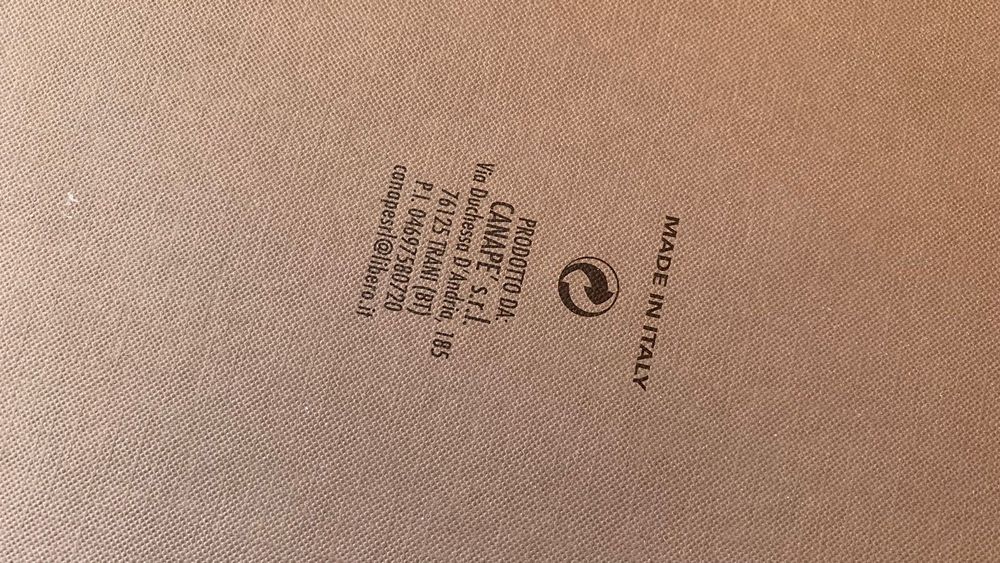 MADE IN ITALY
PRODOTTO DA:
CANAPE' s.r.l.
Via Duchessa D'Andria, 185
76125 TRANI (BT)
P.I. 04697580720
canapesrl@libero.it